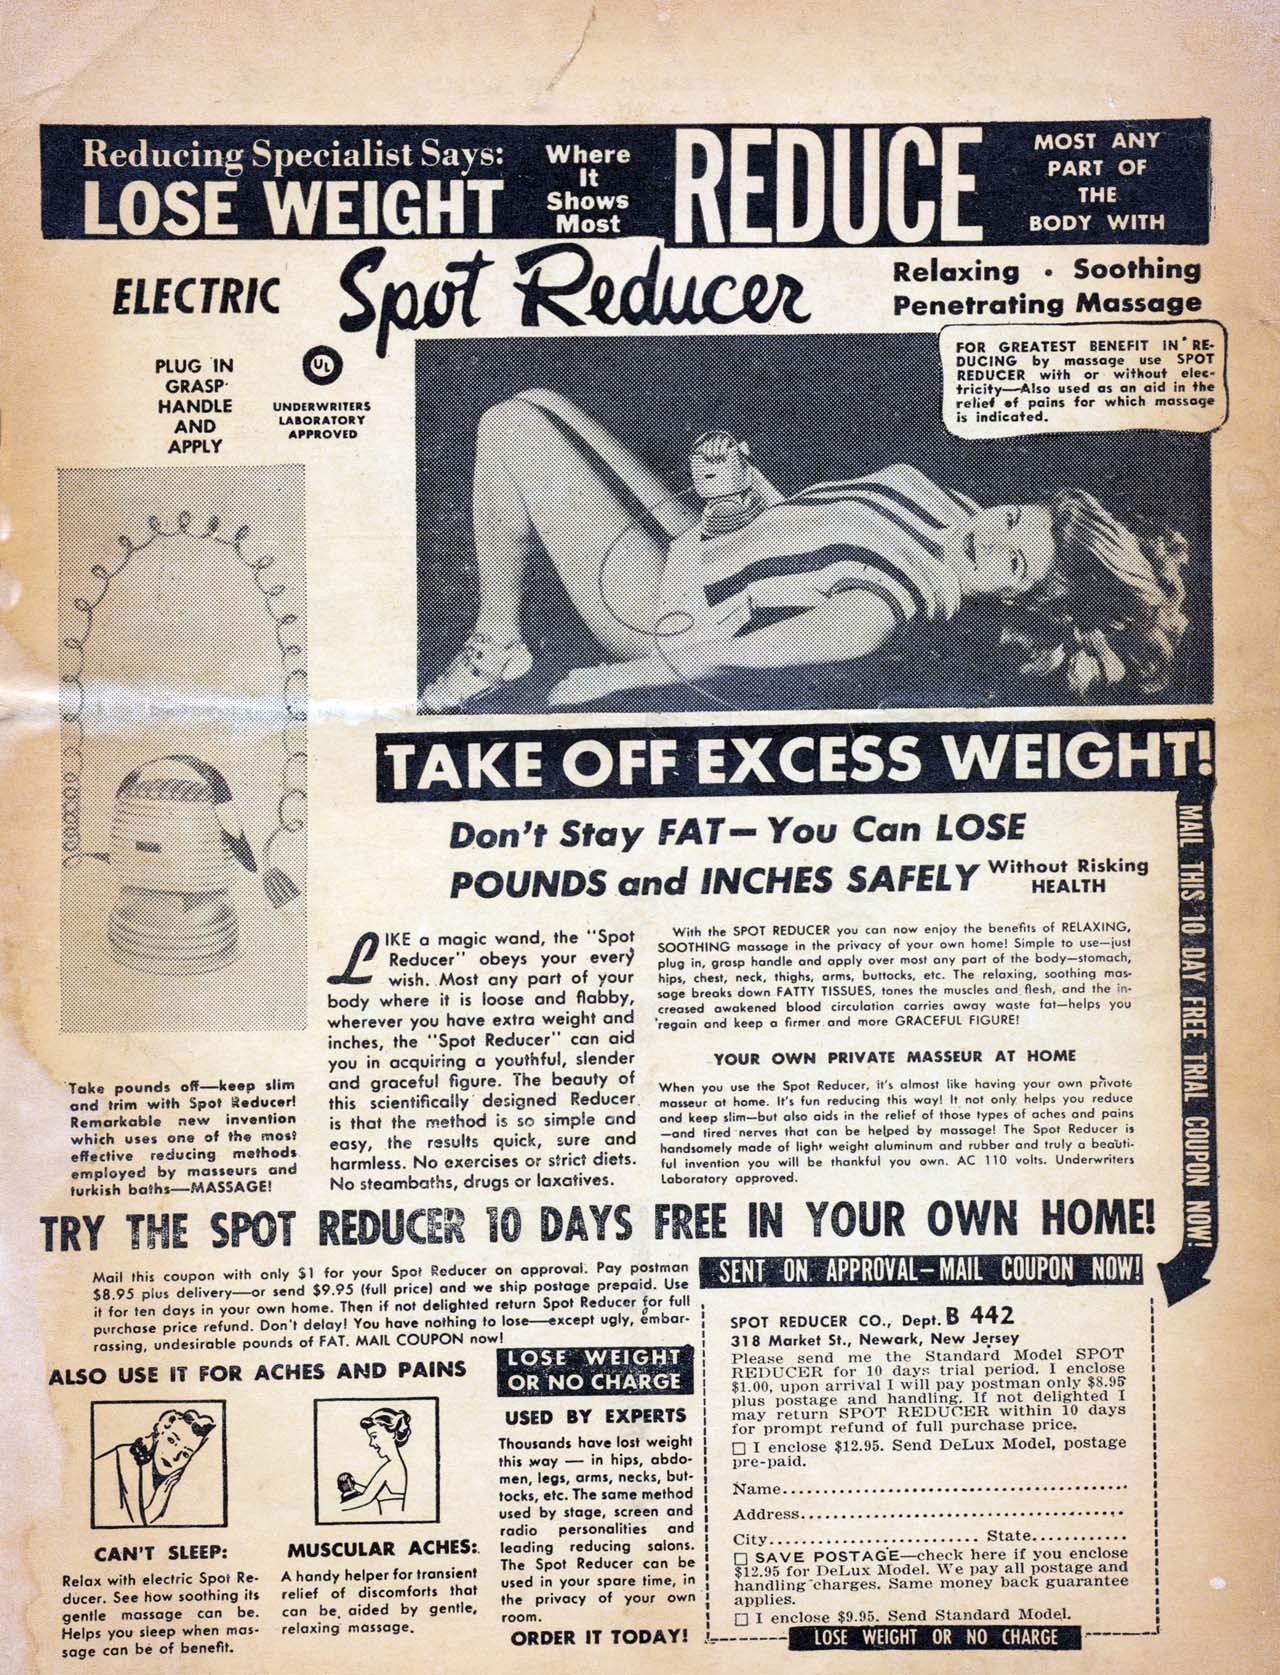 Reducing Specialist Says:
LOSE WEIGHT
Where
It
Shows
Most
REDUCE
MOST ANY
PART OF
THE
BODY WITH
ELECTRIC
Spot Reducer
Relaxing • Soothing
Penetrating Massage
PLUG IN
GRASP
HANDLE
AND
APPLY
UL
UNDERWRITERS
LABORATORY
APPROVED
FOR GREATEST BENEFIT IN RE-
DUCING by massage use SPOT
REDUCER with or without elec-
tricity—Also used as an aid in the
relief of pains for which massage
is indicated.
TAKE OFF EXCESS WEIGHT!
Don't Stay FAT—You Can LOSE
POUNDS and INCHES SAFELY Without Risking
HEALTH
MAIL THIS 10 DAY FREE TRIAL COUPON NOW!
LIKE a magic wand, the "Spot
Reducer" obeys your every
wish. Most any part of your
body where it is loose and flabby,
wherever you have extra weight and
inches, the "Spot Reducer" can aid
you in acquiring a youthful, slender
and graceful figure. The beauty of
this scientifically designed Reducer
is that the method is so simple and
easy, the results quick, sure and
harmless. No exercises or strict diets.
No steambaths, drugs or laxatives.
With the SPOT REDUCER you can now enjoy the benefits of RELAXING,
SOOTHING massage in the privacy of your own home! Simple to use—just
plug in, grasp handle and apply over most any part of the body—stomach,
hips, chest, neck, thighs, arms, buttocks, etc. The relaxing, soothing mas-
sage breaks down FATTY TISSUES, tones the muscles and flesh, and the in-
creased awakened blood circulation carries away waste fat—helps you
regain and keep a firmer and more GRACEFUL FIGURE!
YOUR OWN PRIVATE MASSEUR AT HOME
When you use the Spot Reducer, it's almost like having your own private
masseur at home. It's fun reducing this way! It not only helps you reduce
and keep slim—but also aids in the relief of those types of aches and pains
—and tired nerves that can be helped by massage! The Spot Reducer is
handsomely made of light weight aluminum and rubber and truly a beauti-
ful invention you will be thankful you own. AC 110 volts. Underwriters
Laboratory approved.
Take pounds off—keep slim
and trim with Spot Reducer!
Remarkable new invention
which uses one of the most
effective reducing methods
employed by masseurs and
turkish baths—MASSAGE!
TRY THE SPOT REDUCER 10 DAYS FREE IN YOUR OWN HOME!
Mail this coupon with only $1 for your Spot Reducer on approval. Pay postman
$8.95 plus delivery—or send $9.95 (full price) and we ship postage prepaid. Use
it for ten days in your own home. Then if not delighted return Spot Reducer for full
purchase price refund. Don't delay! You have nothing to lose—except ugly, embar-
rassing, undesirable pounds of FAT. MAIL COUPON now!
ALSO USE IT FOR ACHES AND PAINS
CAN'T SLEEP:
Relax with electric Spot Re-
ducer. See how soothing its
gentle massage can be.
Helps you sleep when mas-
sage can be of benefit.
MUSCULAR ACHES:
A handy helper for transient
relief of discomforts that
can be aided by gentle,
relaxing massage.
LOSE WEIGHT
OR NO CHARGE
USED BY EXPERTS
Thousands have lost weight
this way — in hips, abdo-
men, legs, arms, necks, but-
tocks, etc. The same method
used by stage, screen and
radio personalities and
leading reducing salons.
The Spot Reducer can be
used in your spare time, in
the privacy of your own
room.
ORDER IT TODAY!
SENT ON APPROVAL—MAIL COUPON NOW!
SPOT REDUCER CO., Dept. B 442
318 Market St., Newark, New Jersey
Please send me the Standard Model SPOT
REDUCER for 10 days trial period. I enclose
$1.00, upon arrival I will pay postman only $8.95
plus postage and handling. If not delighted I
may return SPOT REDUCER within 10 days
for prompt refund of full purchase price.
□ I enclose $12.95. Send DeLux Model, postage
pre-paid.
Name...............................................
Address............................................
City........................... State............
□ SAVE POSTAGE—check here if you enclose
$12.95 for DeLux Model. We pay all postage and
handling charges. Same money back guarantee
applies.
□ I enclose $9.95. Send Standard Model.
LOSE WEIGHT OR NO CHARGE